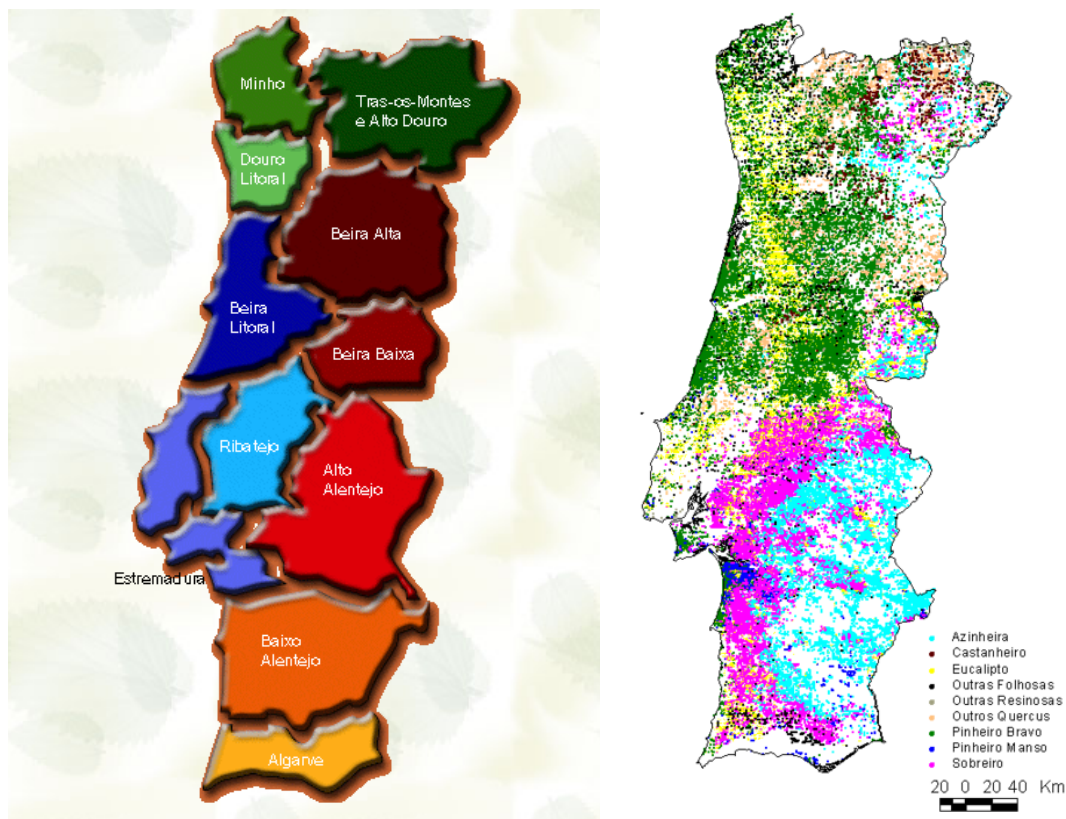 Minho
Tras-os-Montes
e Alto Douro
Douro
Litoral
Beira Alta
Beira
Litoral
Beira Baixa
Ribatejo
Alto
Alentejo
Estremadura
Baixo
Alentejo
Algarve
Azinheira
Castanheiro
Eucalipto
Outras Folhosas
Outras Resinosas
Outros Quercus
Pinheiro Bravo
Pinheiro Manso
Sobreiro
20 0 20 40 Km